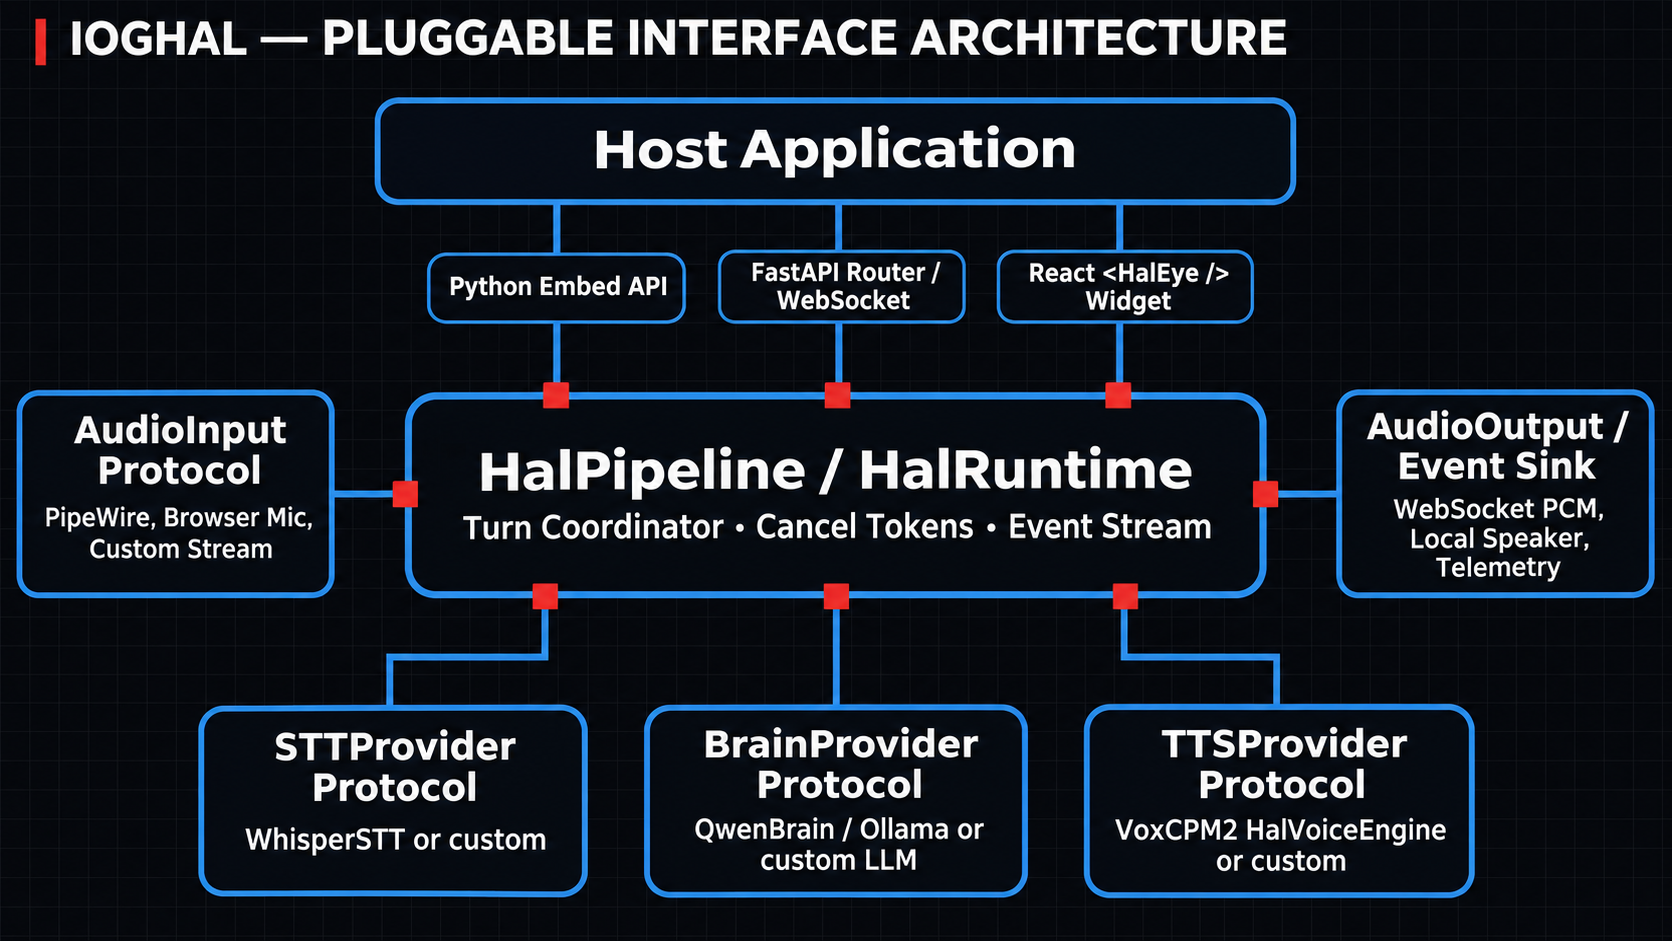 IOGHAL — PLUGGABLE INTERFACE ARCHITECTURE
Host Application
Python Embed API
FastAPI Router /
WebSocket
React <HalEye />
Widget
AudioInput
Protocol
PipeWire, Browser Mic,
Custom Stream
HalPipeline / HalRuntime
Turn Coordinator • Cancel Tokens • Event Stream
AudioOutput /
Event Sink
WebSocket PCM,
Local Speaker,
Telemetry
STTProvider
Protocol
WhisperSTT or custom
BrainProvider
Protocol
QwenBrain / Ollama or
custom LLM
TTSProvider
Protocol
VoxCPM2 HalVoiceEngine
or custom